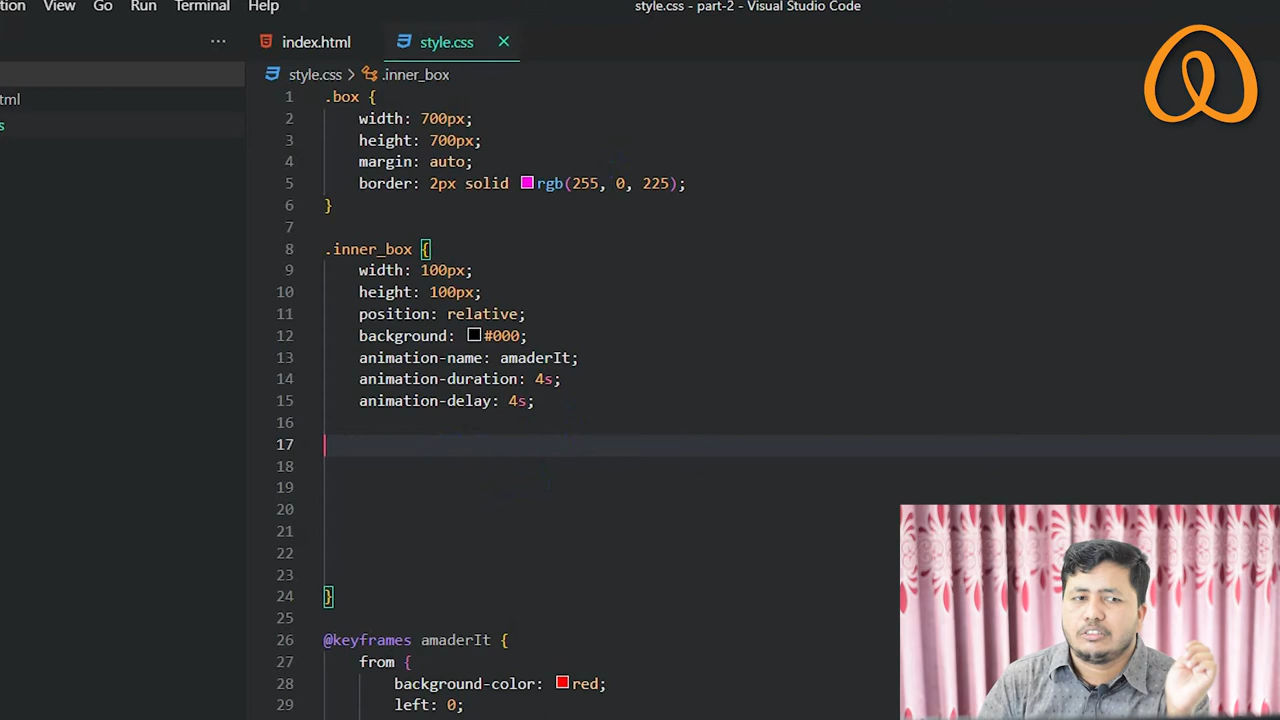 tion View Go Run Terminal Help
style.css - part-2 - Visual Studio Code
··· index.html style.css ×
style.css > .inner_box
tml
s
1 .box {
2 width: 700px;
3 height: 700px;
4 margin: auto;
5 border: 2px solid rgb(255, 0, 225);
6 }
7
8 .inner_box {
9 width: 100px;
10 height: 100px;
11 position: relative;
12 background: #000;
13 animation-name: amaderIt;
14 animation-duration: 4s;
15 animation-delay: 4s;
16
17
18
19
20
21
22
23
24 }
25
26 @keyframes amaderIt {
27 from {
28 background-color: red;
29 left: 0;